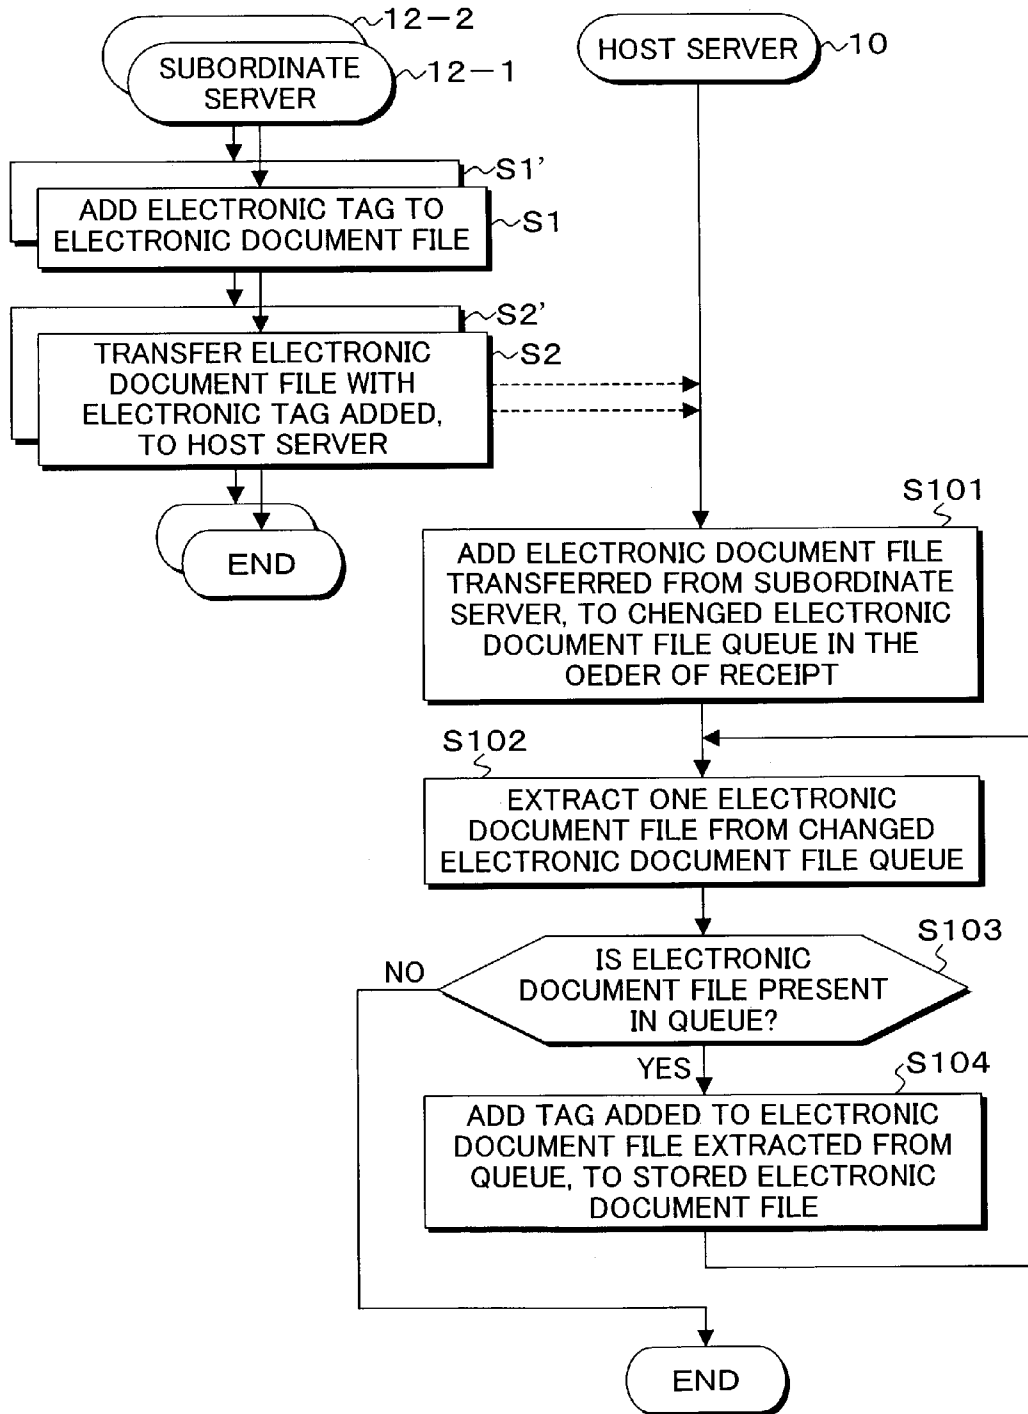 12-2
SUBORDINATE
SERVER
12-1
HOST SERVER
10
S1'
ADD ELECTRONIC TAG TO
ELECTRONIC DOCUMENT FILE
S1
S2'
TRANSFER ELECTRONIC
DOCUMENT FILE WITH
ELECTRONIC TAG ADDED,
TO HOST SERVER
S2
END
S101
ADD ELECTRONIC DOCUMENT FILE
TRANSFERRED FROM SUBORDINATE
SERVER, TO CHENGED ELECTRONIC
DOCUMENT FILE QUEUE IN THE
OEDER OF RECEIPT
S102
EXTRACT ONE ELECTRONIC
DOCUMENT FILE FROM CHANGED
ELECTRONIC DOCUMENT FILE QUEUE
S103
IS ELECTRONIC
DOCUMENT FILE PRESENT
IN QUEUE?
NO
YES
S104
ADD TAG ADDED TO ELECTRONIC
DOCUMENT FILE EXTRACTED FROM
QUEUE, TO STORED ELECTRONIC
DOCUMENT FILE
END